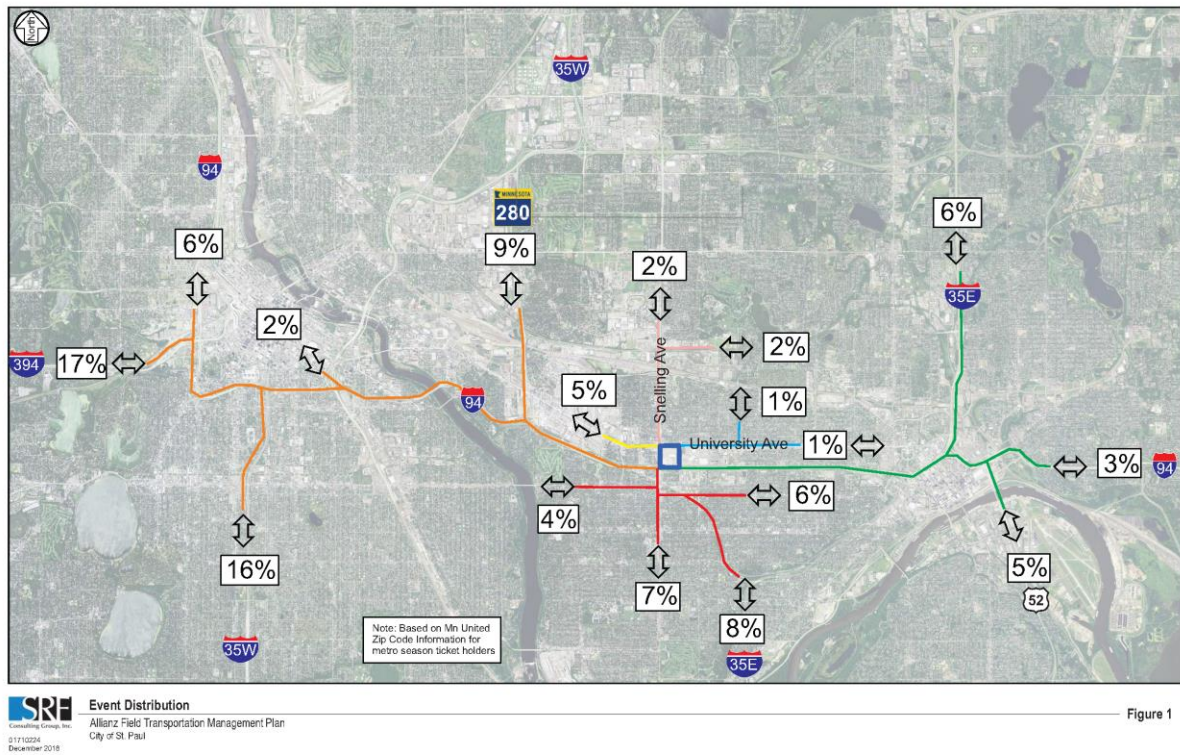 North
35W
94
MINNESOTA
280
6%
9%
6%
2%
35E
2%
394
17%
2%
94
5%
Snelling Ave
1%
University Ave
1%
3%
94
6%
4%
16%
7%
5%
52
8%
Note: Based on Mn United
Zip Code Information for
metro season ticket holders
35W
35E
SRF
Consulting Group, Inc.
Event Distribution
Allianz Field Transportation Management Plan
City of St. Paul
Figure 1
01710224
December 2018